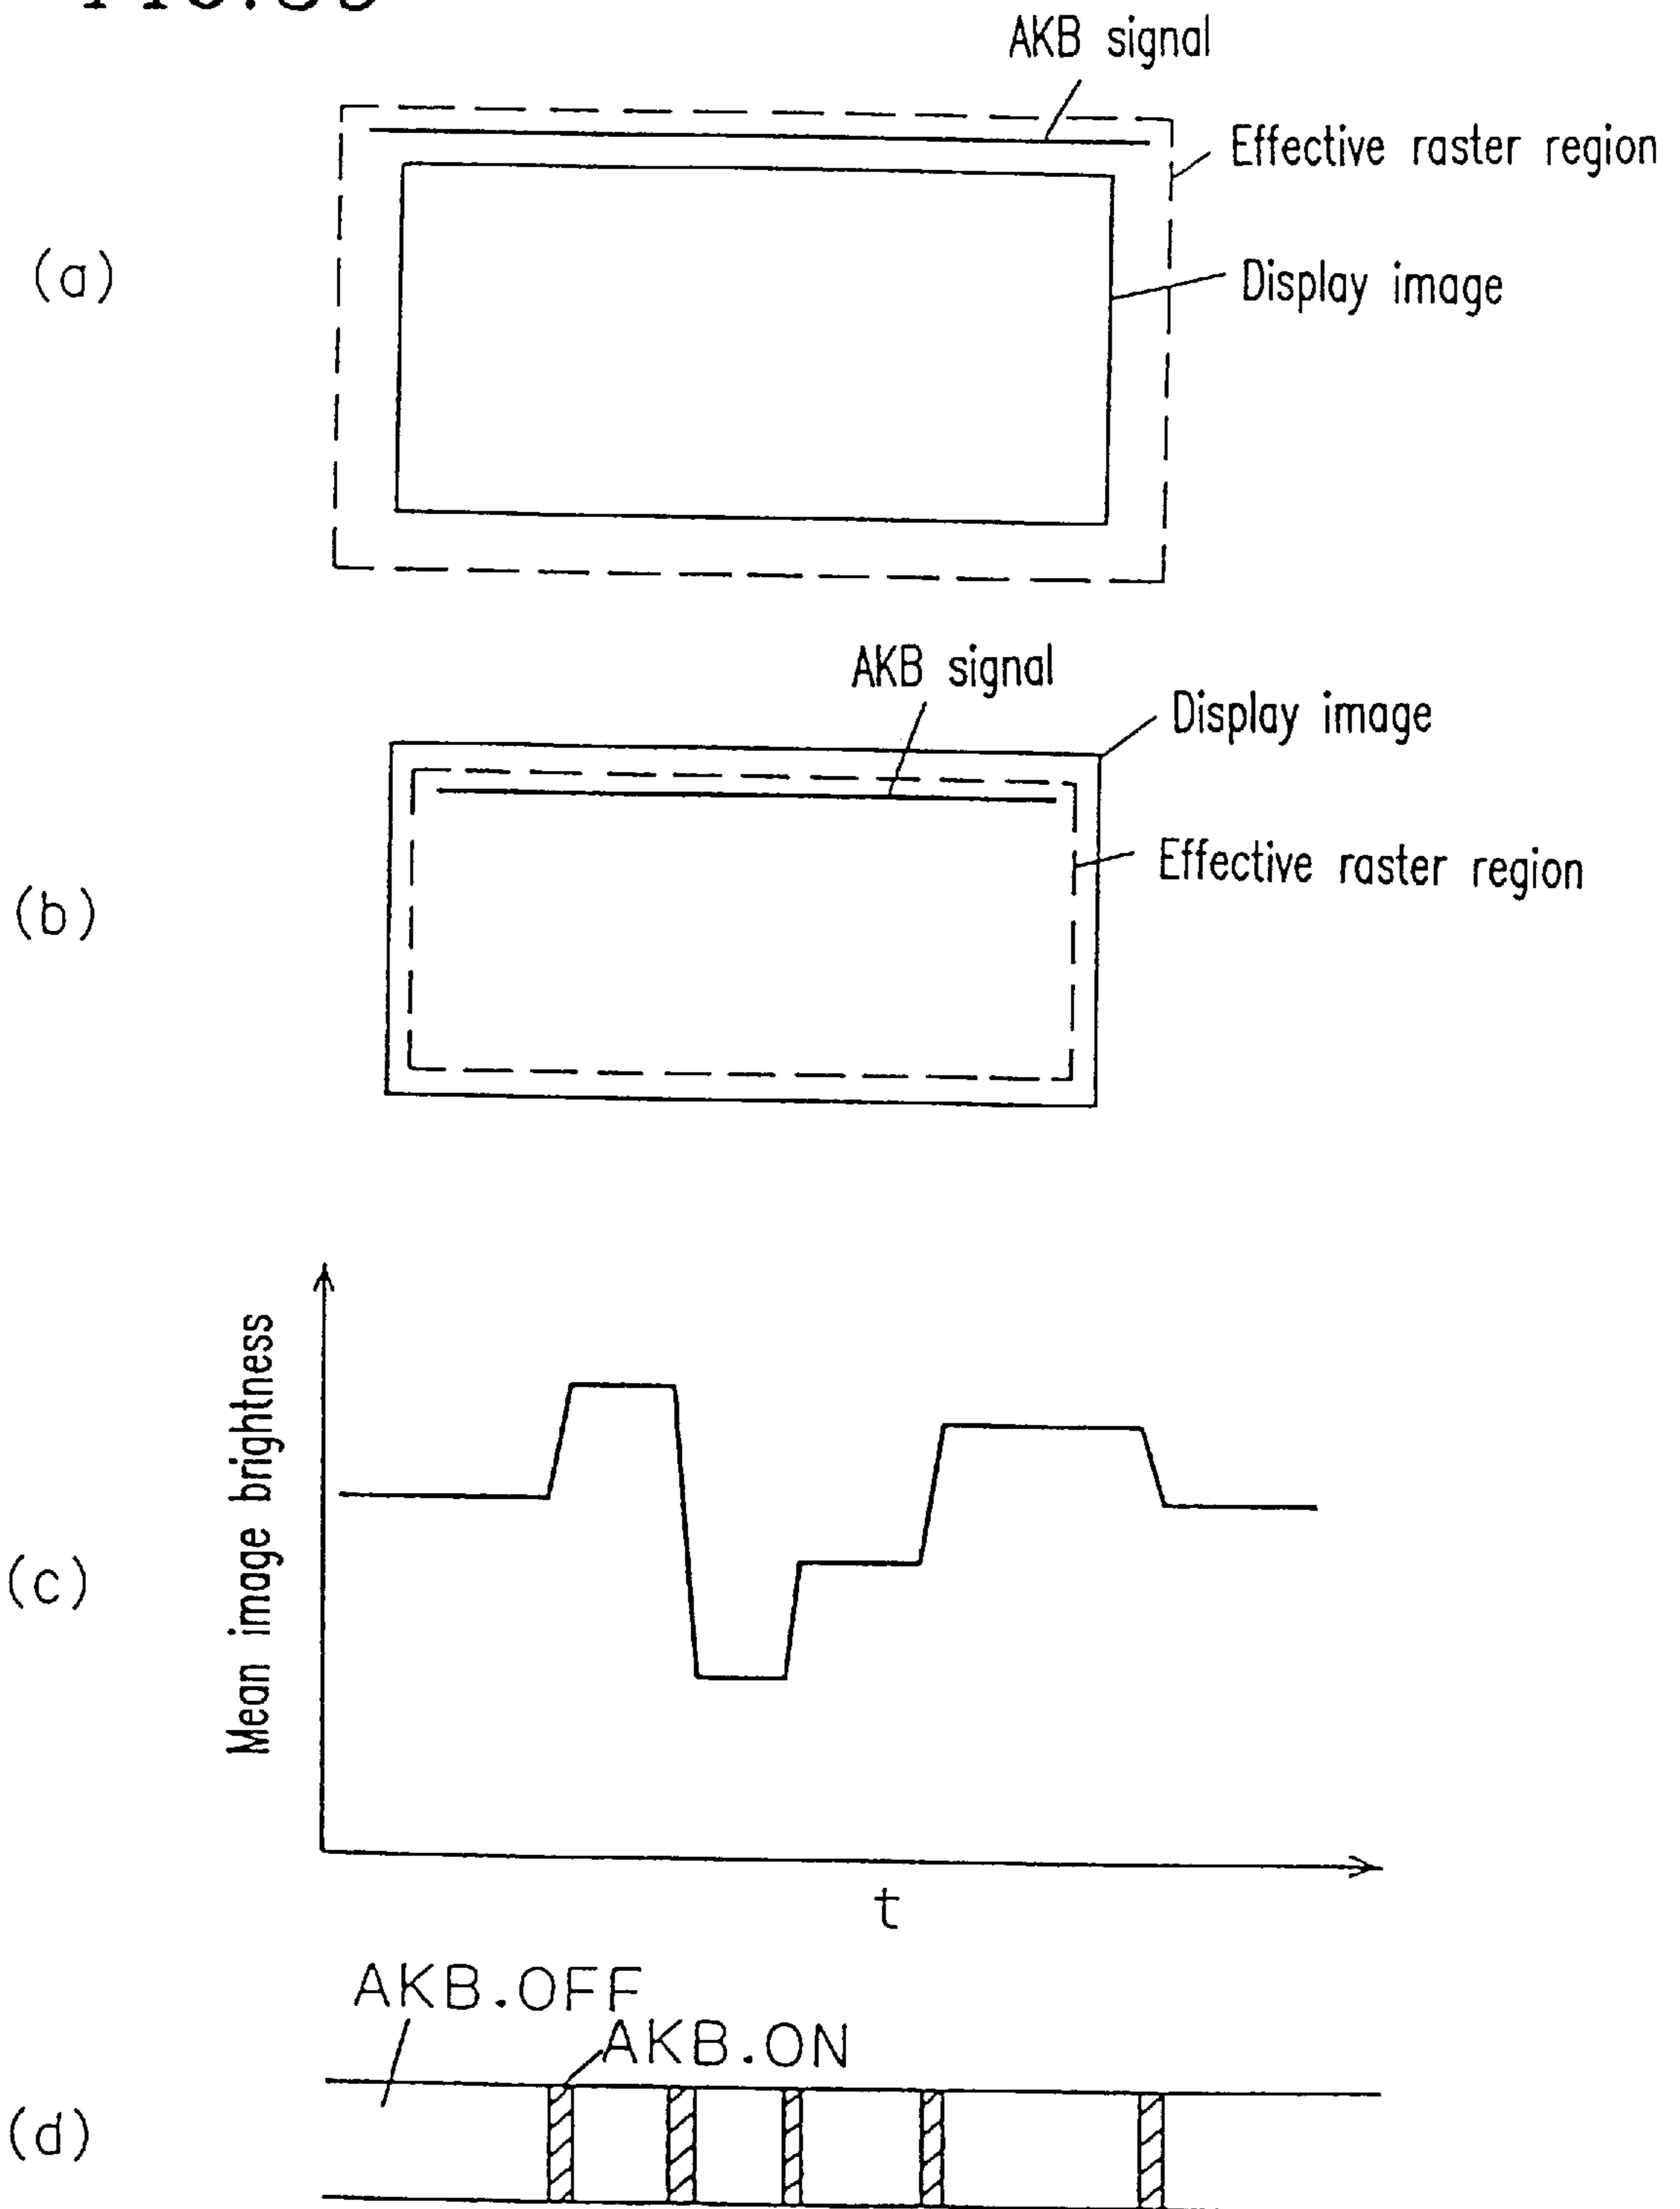 AKB signal
Effective raster region
(a)
Display image
AKB signal
Display image
Effective raster region
(b)
Mean image brightness
(c)
t
AKB.OFF
AKB.ON
(d)